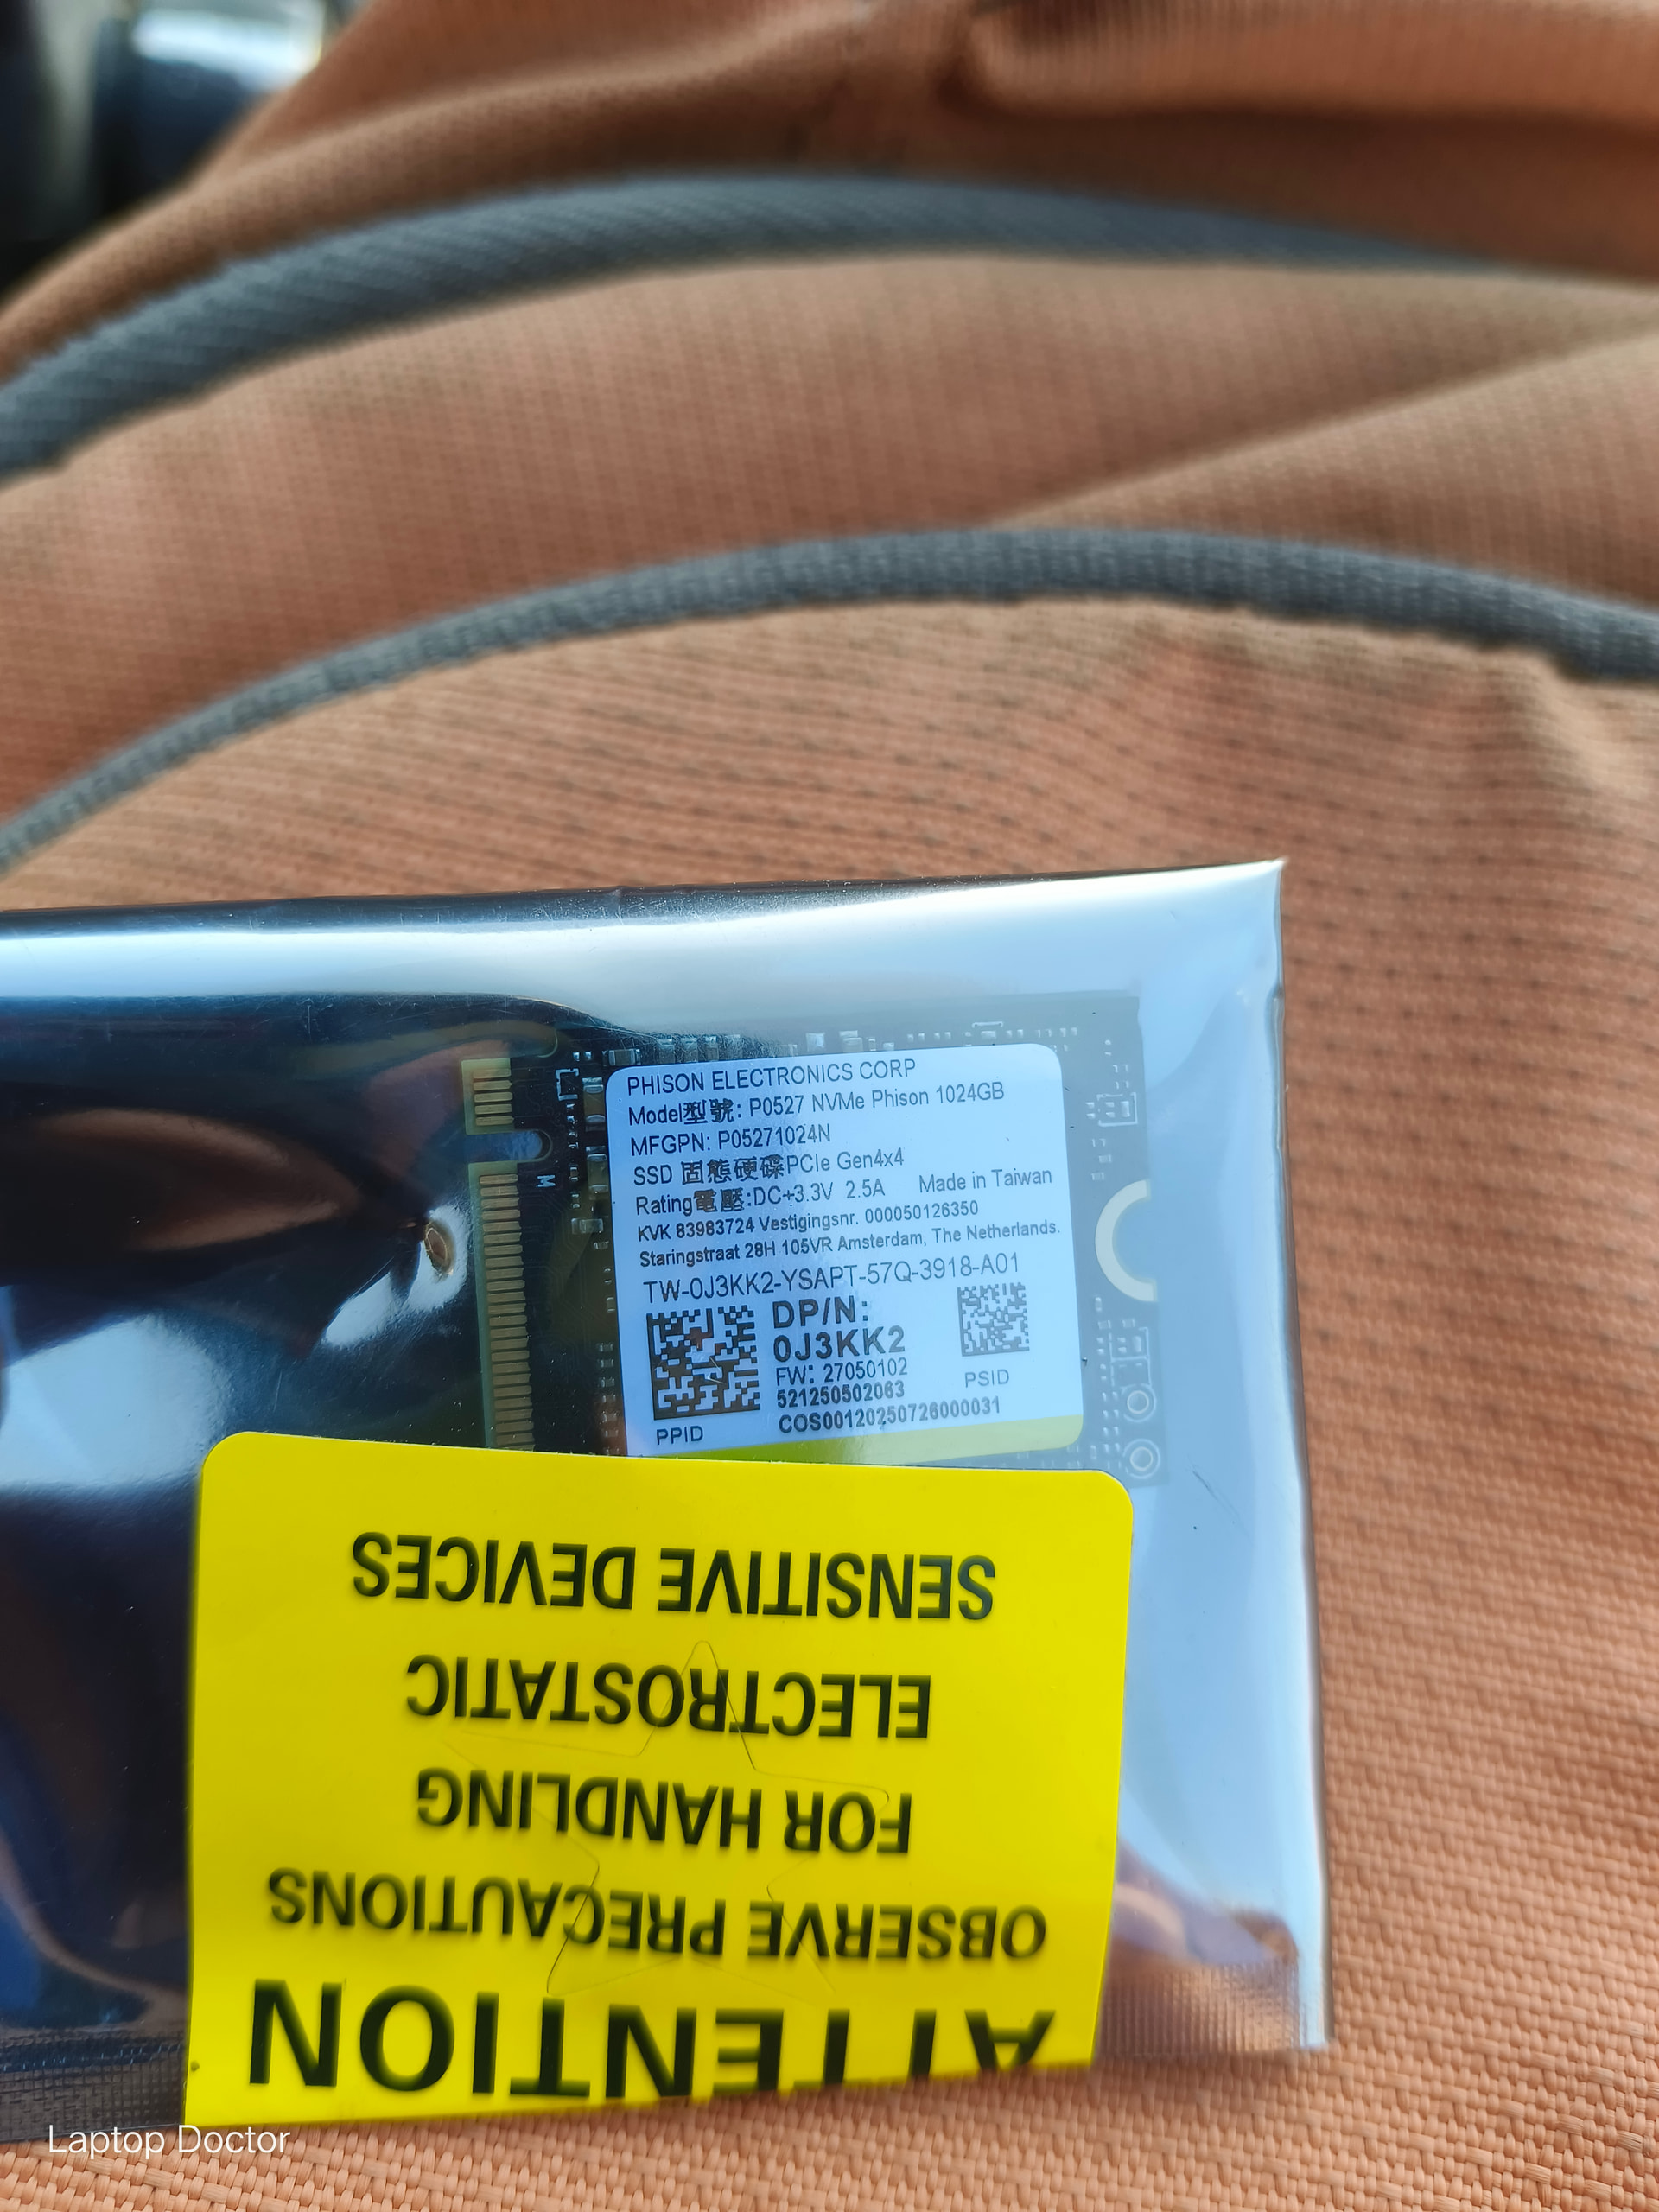 PHISON ELECTRONICS CORP
Model型號: P0527 NVMe Phison 1024GB
MFGPN: P05271024N
SSD 固態硬碟PCIe Gen4x4
Rating電壓:DC+3.3V 2.5A Made in Taiwan
KVK 83983724 Vestigingsnr. 000050126350
Staringstraat 28H 105VR Amsterdam, The Netherlands.
TW-0J3KK2-YSAPT-57Q-3918-A01
DP/N:
0J3KK2
FW: 27050102
521250502063
COS00120250726000031
PPID
PSID
M
ATTENTION
OBSERVE PRECAUTIONS
FOR HANDLING
ELECTROSTATIC
SENSITIVE DEVICES
Laptop Doctor